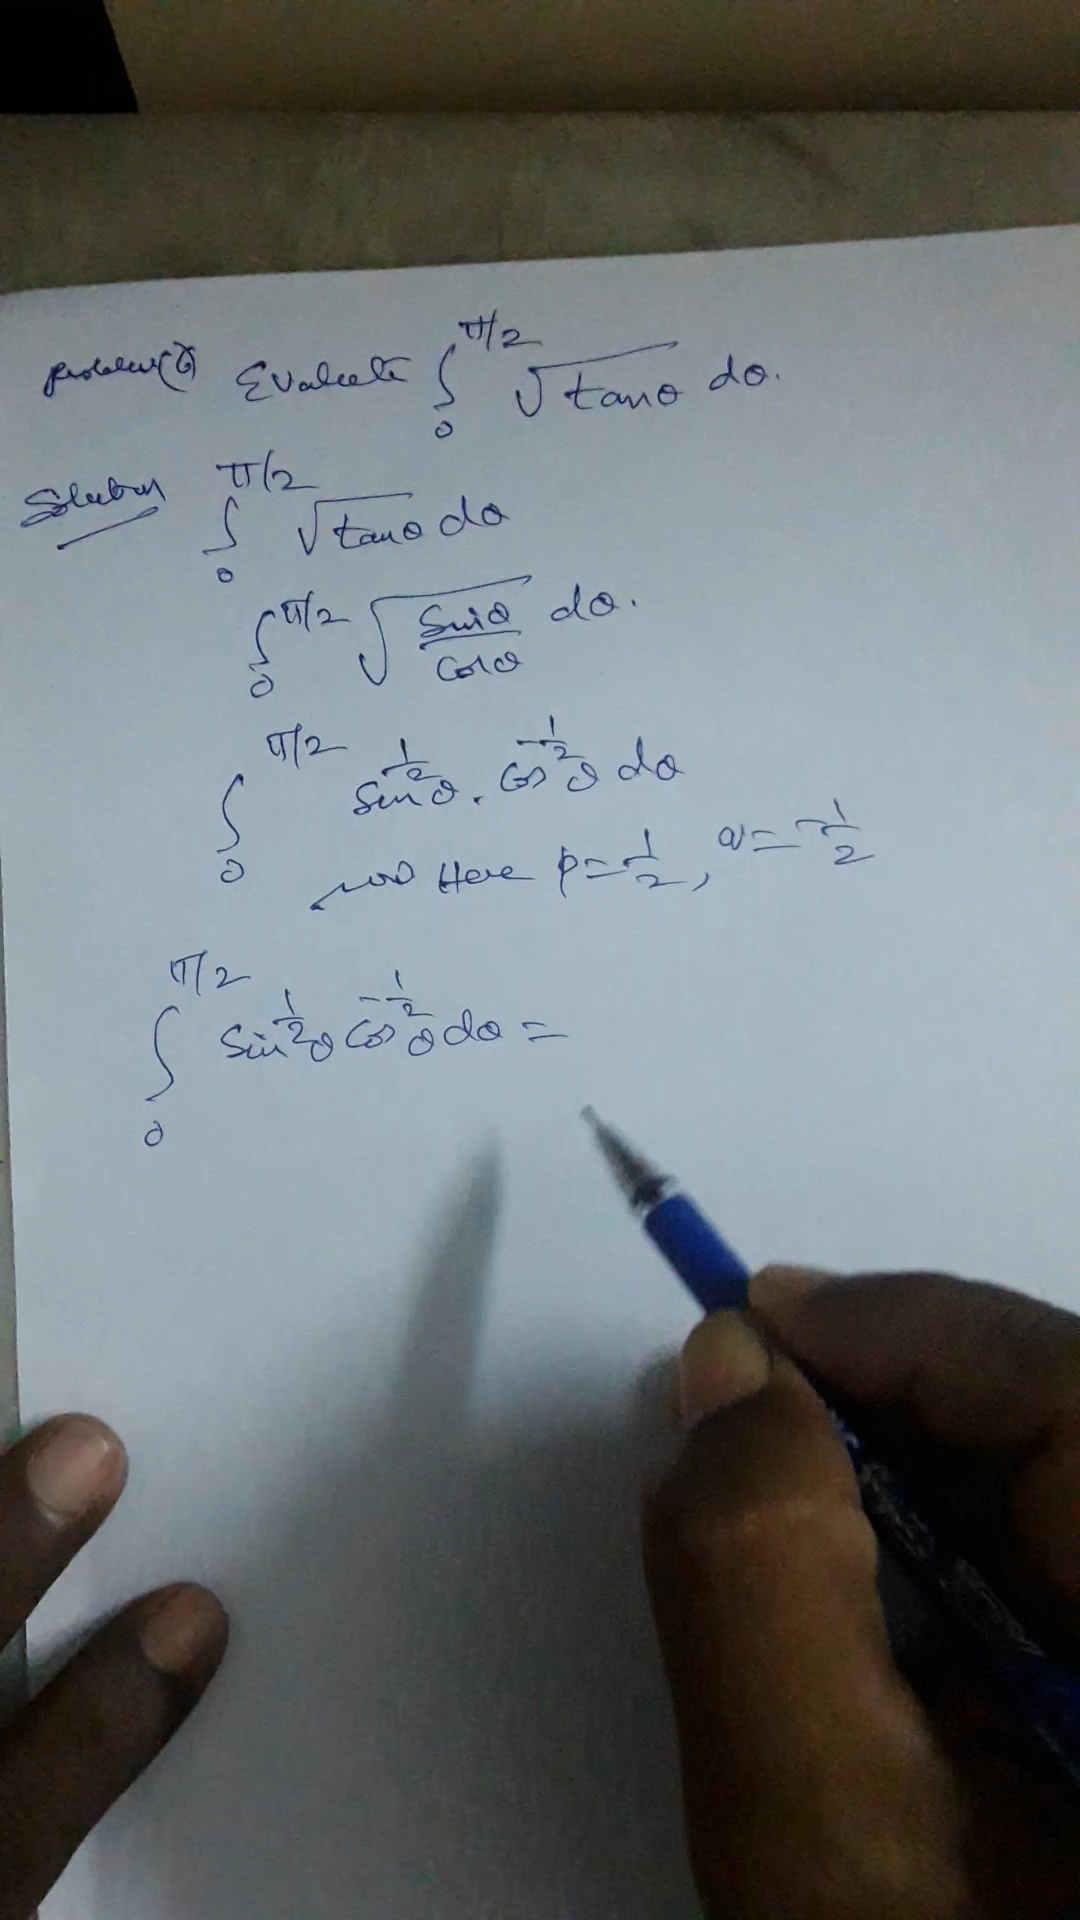 Problem Evaluate ∫₀^{π/2} √tanθ dθ.
Solution ∫₀^{π/2} √tanθ dθ
∫₀^{π/2} √(sinθ/cosθ) dθ.
∫₀^{π/2} sin^{1/2}θ . cos^{-1/2}θ dθ
Here p = 1/2, q = -1/2
∫₀^{π/2} sin^{1/2}θ cos^{-1/2}θ dθ =